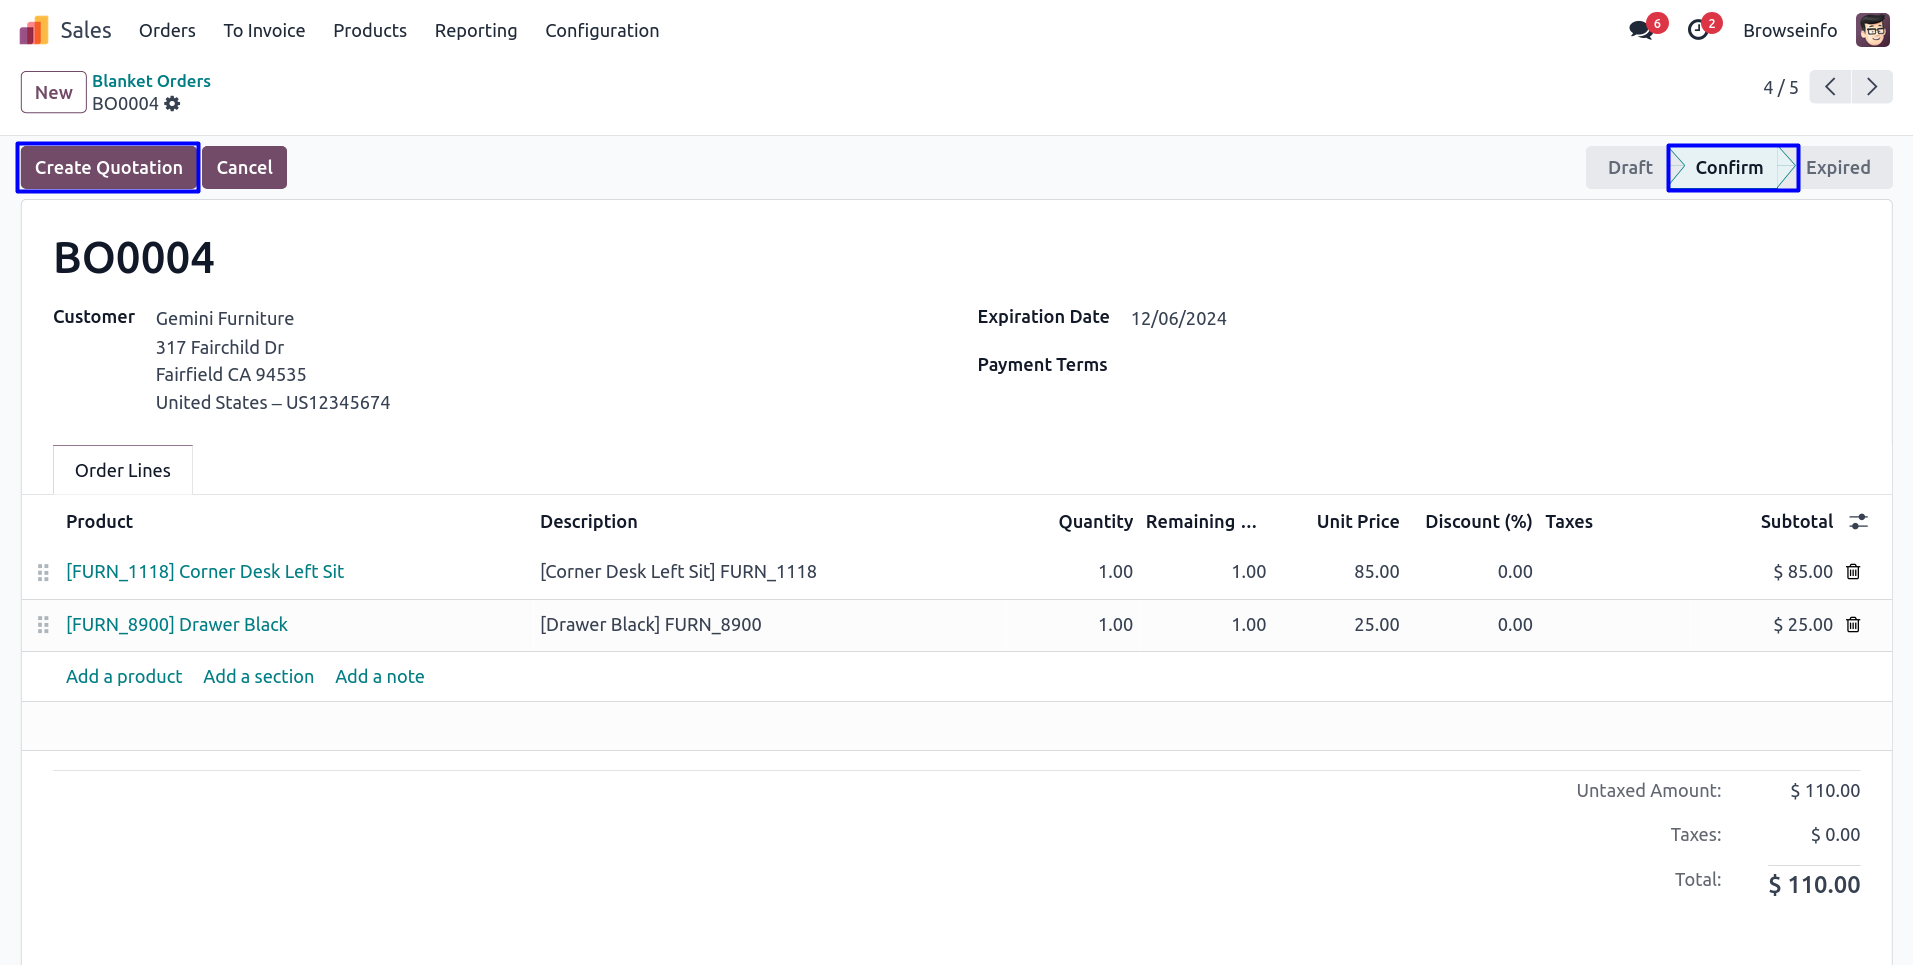 Sales Orders To Invoice Products Reporting Configuration 6 2 Browseinfo
New Blanket Orders 4 / 5
BO0004
Create Quotation Cancel Draft Confirm Expired
BO0004
Customer Gemini Furniture Expiration Date 12/06/2024
317 Fairchild Dr
Fairfield CA 94535 Payment Terms
United States – US12345674
Order Lines
Product Description Quantity Remaining ... Unit Price Discount (%) Taxes Subtotal
[FURN_1118] Corner Desk Left Sit [Corner Desk Left Sit] FURN_1118 1.00 1.00 85.00 0.00 $ 85.00
[FURN_8900] Drawer Black [Drawer Black] FURN_8900 1.00 1.00 25.00 0.00 $ 25.00
Add a product Add a section Add a note
Untaxed Amount: $ 110.00
Taxes: $ 0.00
Total: $ 110.00